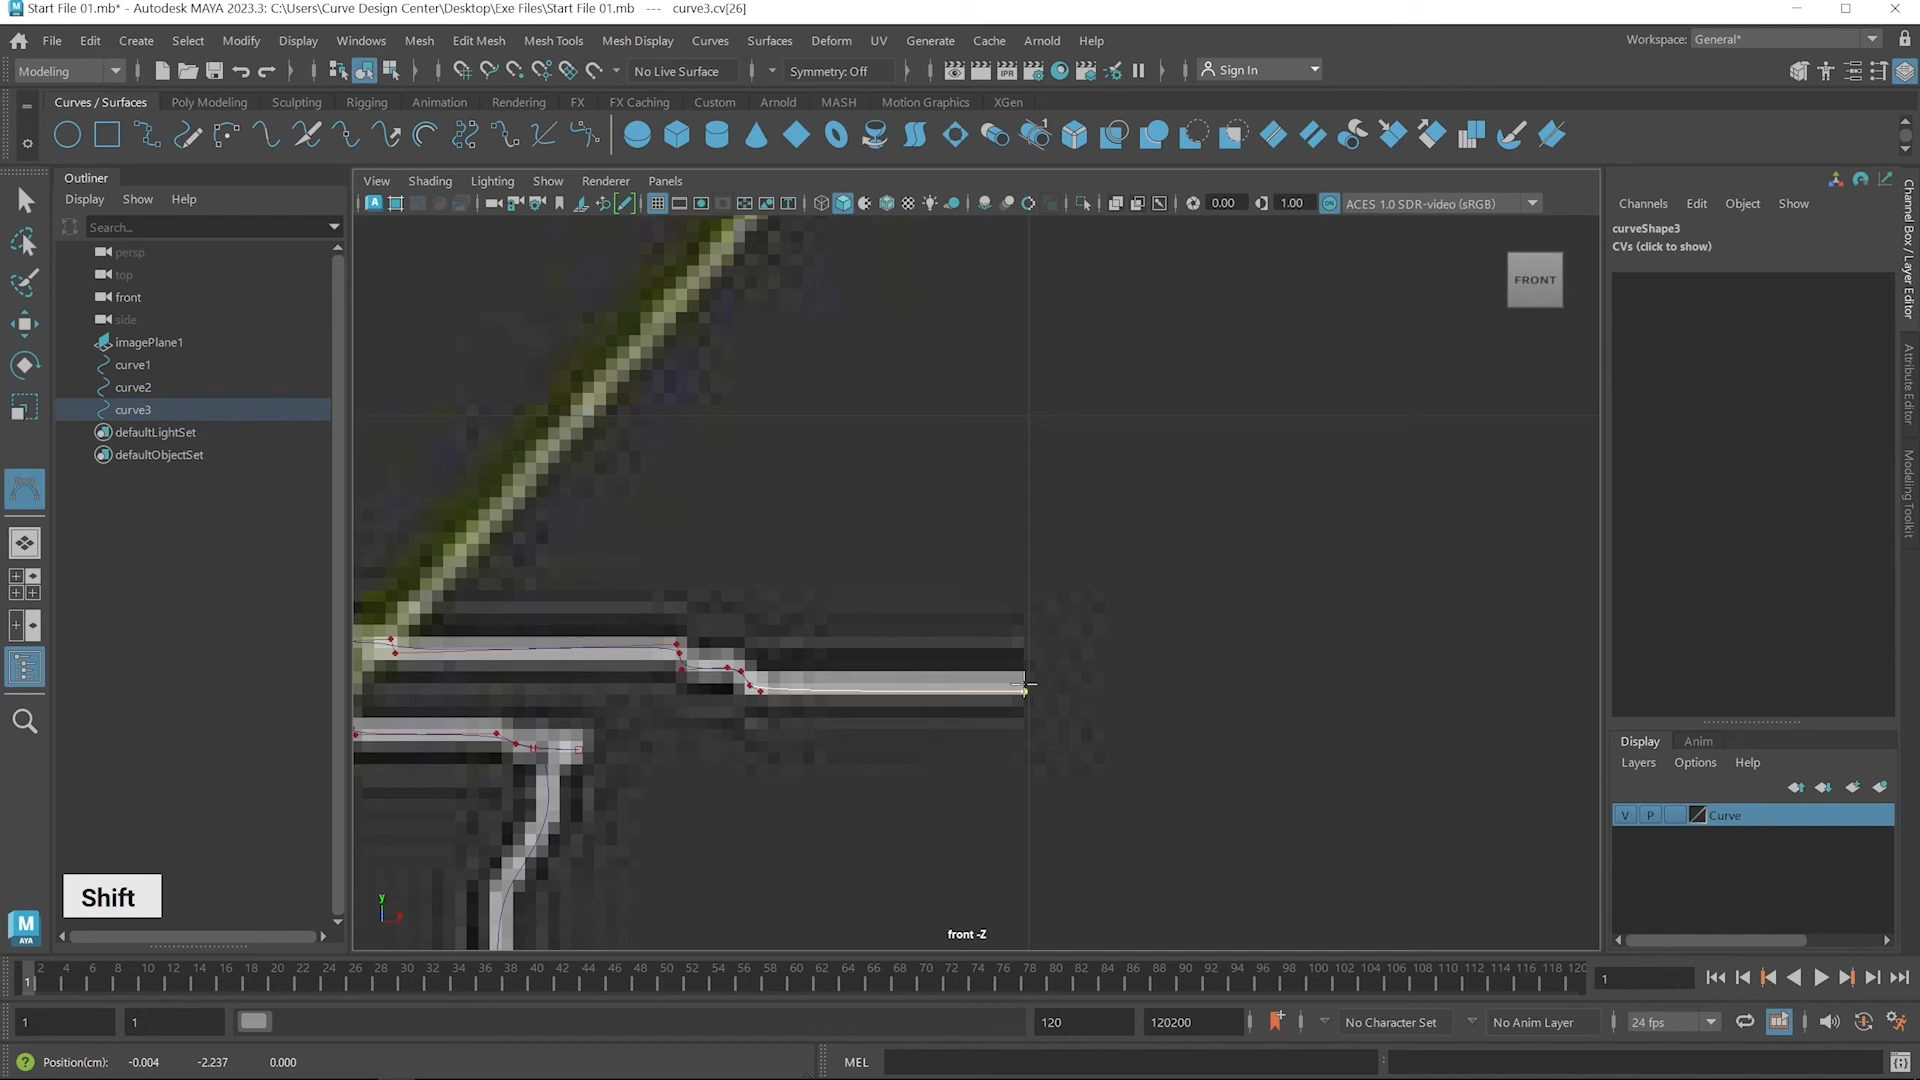 Start File 01.mb* - Autodesk MAYA 2023.3: C:\Users\Curve Design Center\Desktop\Exe Files\Start File 01.mb   ---   curve3.cv[26]
File Edit Create Select Modify Display Windows Mesh Edit Mesh Mesh Tools Mesh Display Curves Surfaces Deform UV Generate Cache Arnold Help
Workspace: General*
Modeling
No Live Surface
Symmetry: Off
Sign In
Curves / Surfaces Poly Modeling Sculpting Rigging Animation Rendering FX FX Caching Custom Arnold MASH Motion Graphics XGen
Outliner
Display Show Help
Search...
persp
top
front
side
imagePlane1
curve1
curve2
curve3
defaultLightSet
defaultObjectSet
View Shading Lighting Show Renderer Panels
0.00 1.00 ACES 1.0 SDR-video (sRGB)
FRONT
y
front -Z
Shift
M
AYA
Channels Edit Object Show
curveShape3
CVs (click to show)
Channel Box / Layer Editor
Attribute Editor
Modeling Toolkit
Display Anim
Layers Options Help
V P Curve
2 4 6 8 10 12 14 16 18 20 22 24 26 28 30 32 34 36 38 40 42 44 46 48 50 52 54 56 58 60 62 64 66 68 70 72 74 76 78 80 82 84 86 88 90 92 94 96 98 100 102 104 106 108 110 112 114 116 118 120
1
1
1 1 120 120200 No Character Set No Anim Layer 24 fps
Position(cm): -0.004 -2.237 0.000
MEL